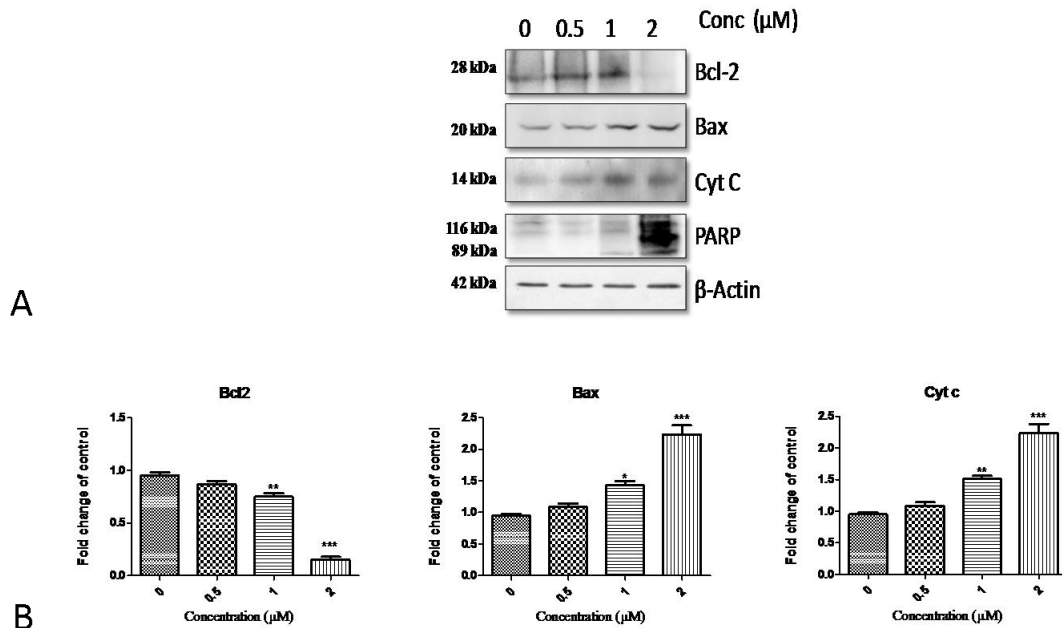 0 0.5 1 2 Conc (µM)
28 kDa Bcl-2
20 kDa Bax
14 kDa Cyt C
116 kDa PARP
89 kDa
42 kDa β-Actin
A
Bcl2
Fold change of control
1.5
1.0
0.5
0.0
**
***
0 0.5 1 2
Concentration (µM)
Bax
Fold change of control
2.5
2.0
1.5
1.0
0.5
0.0
*
***
0 0.5 1 2
Concentration (µM)
Cyt c
Fold change of control
2.5
2.0
1.5
1.0
0.5
0.0
**
***
0 0.5 1 2
Concentration (µM)
B